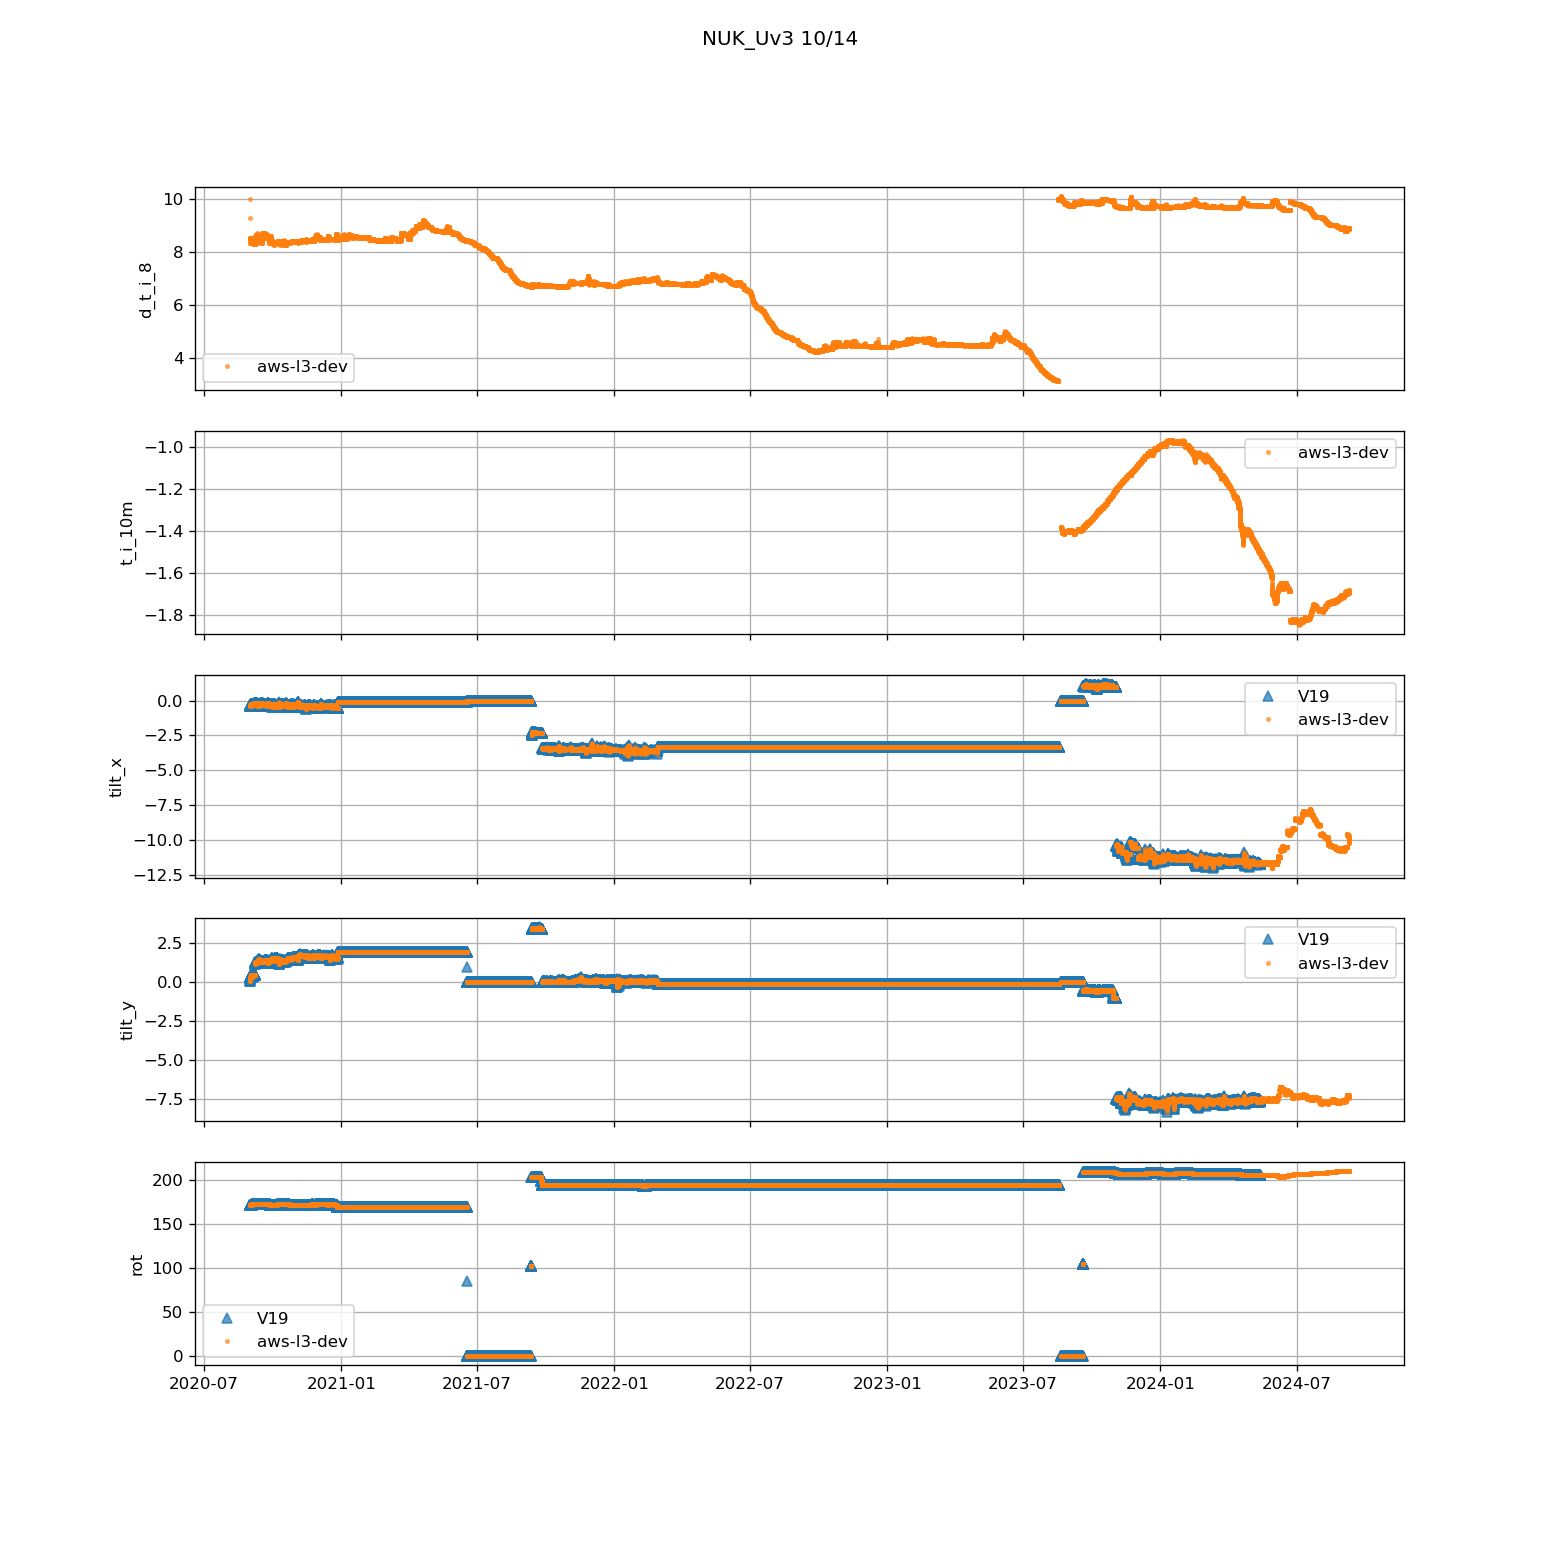 NUK_Uv3 10/14
10
8
6
4
d_t_i_8
aws-l3-dev
−1.0
−1.2
−1.4
−1.6
−1.8
t_i_10m
aws-l3-dev
0.0
−2.5
−5.0
−7.5
−10.0
−12.5
tilt_x
V19
aws-l3-dev
2.5
0.0
−2.5
−5.0
−7.5
tilt_y
V19
aws-l3-dev
200
150
100
50
0
rot
V19
aws-l3-dev
2020-07 2021-01 2021-07 2022-01 2022-07 2023-01 2023-07 2024-01 2024-07